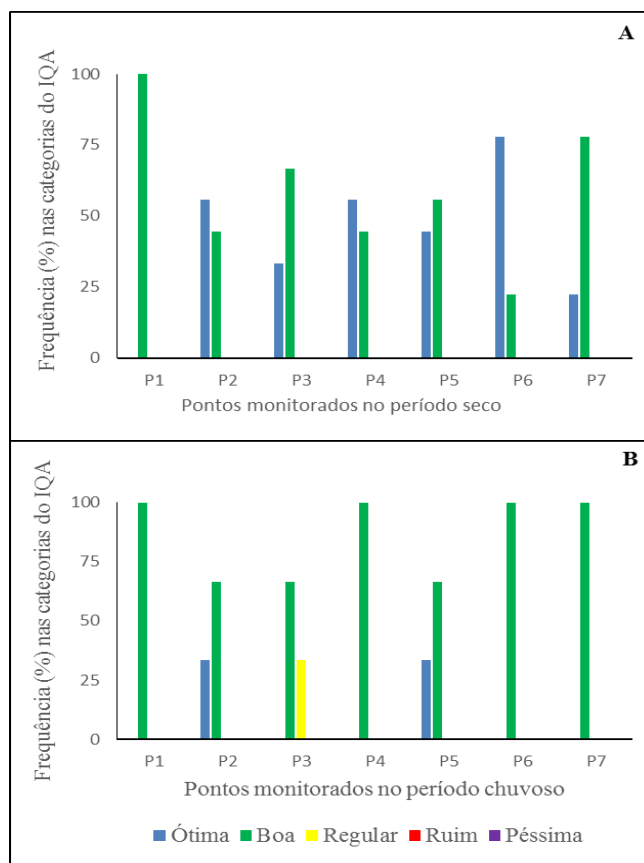 A
Frequência (%) nas categorias do IQA
100
75
50
25
0
P1 P2 P3 P4 P5 P6 P7
Pontos monitorados no período seco
B
Frequência (%) nas categorias do IQA
100
75
50
25
0
P1 P2 P3 P4 P5 P6 P7
Pontos monitorados no período chuvoso
Ótima Boa Regular Ruim Péssima